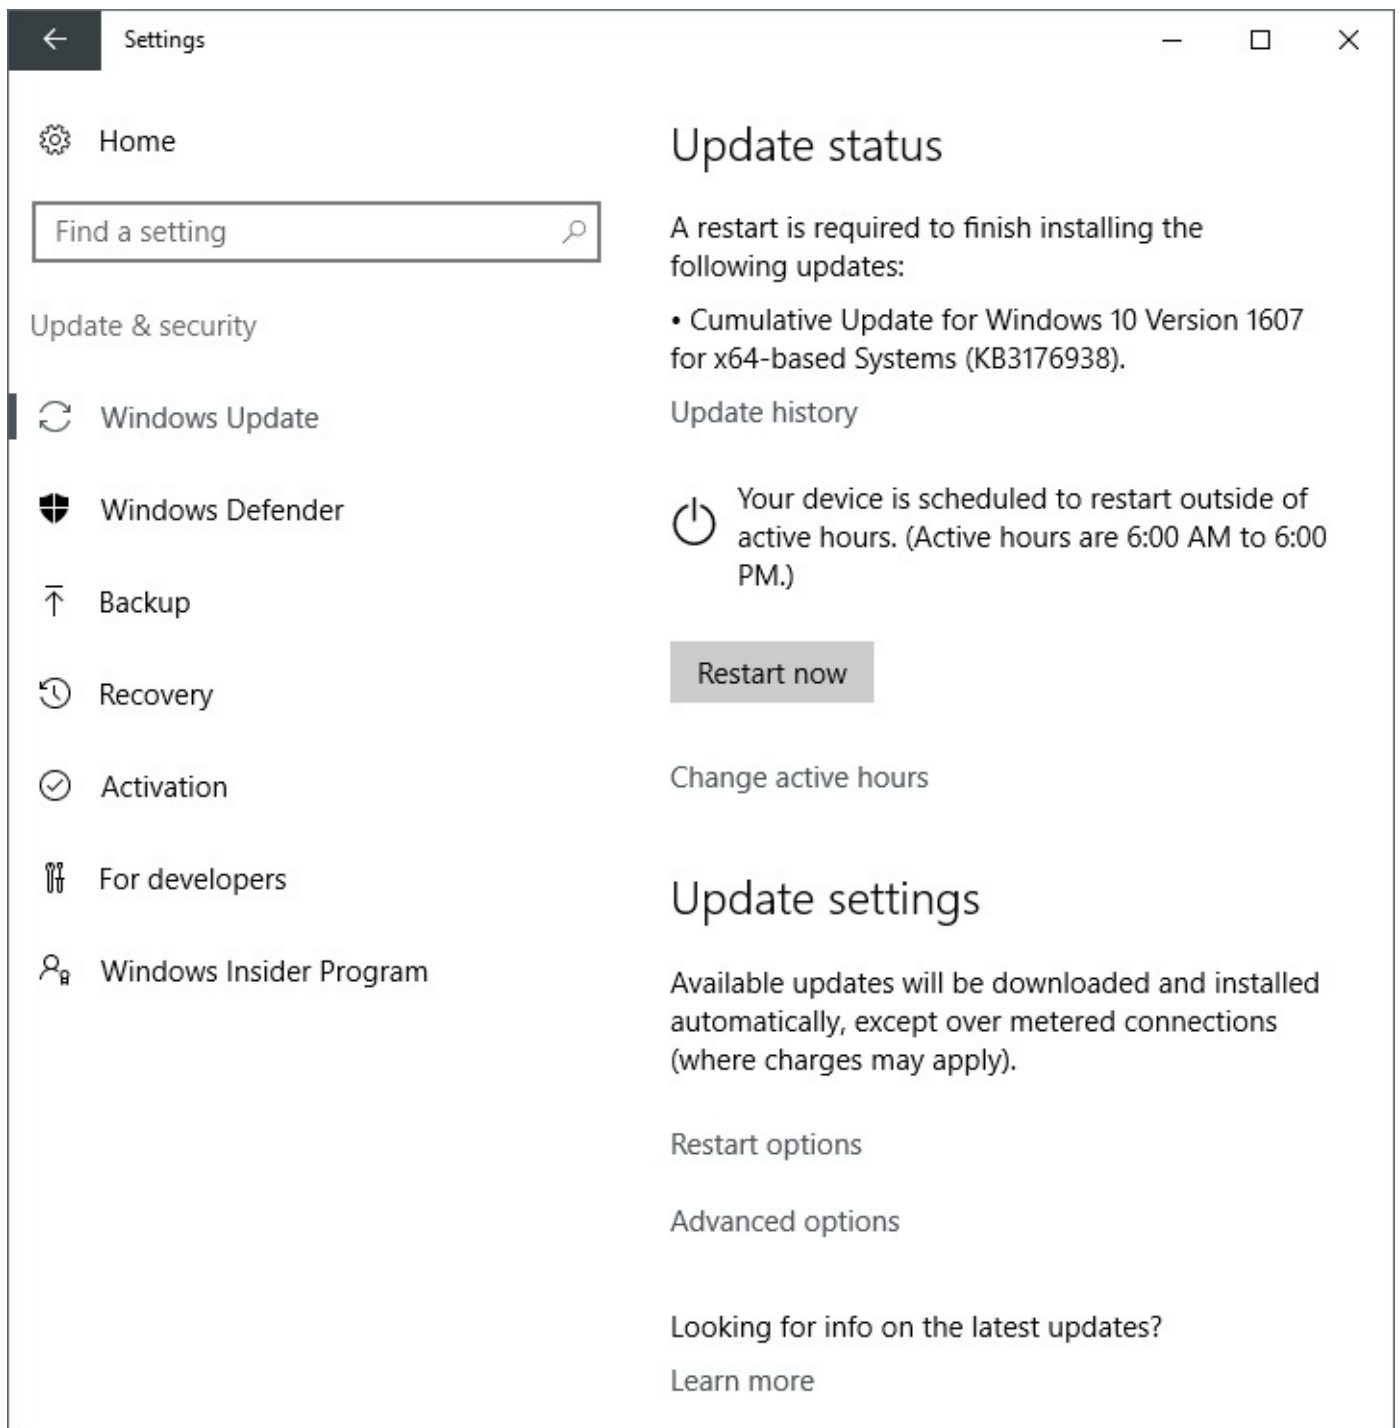 Settings
Home
Find a setting
Update & security
Windows Update
Windows Defender
Backup
Recovery
Activation
For developers
Windows Insider Program
Update status
A restart is required to finish installing the
following updates:
• Cumulative Update for Windows 10 Version 1607
for x64-based Systems (KB3176938).
Update history
Your device is scheduled to restart outside of
active hours. (Active hours are 6:00 AM to 6:00
PM.)
Restart now
Change active hours
Update settings
Available updates will be downloaded and installed
automatically, except over metered connections
(where charges may apply).
Restart options
Advanced options
Looking for info on the latest updates?
Learn more